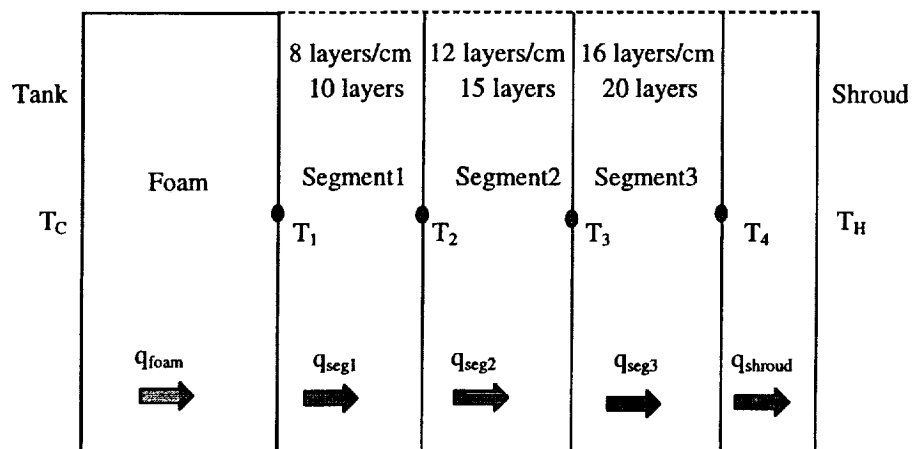 8 layers/cm
10 layers
12 layers/cm
15 layers
16 layers/cm
20 layers
Tank
Shroud
Foam
Segment1
Segment2
Segment3
T_C
T_1
T_2
T_3
T_4
T_H
q_foam
q_seg1
q_seg2
q_seg3
q_shroud